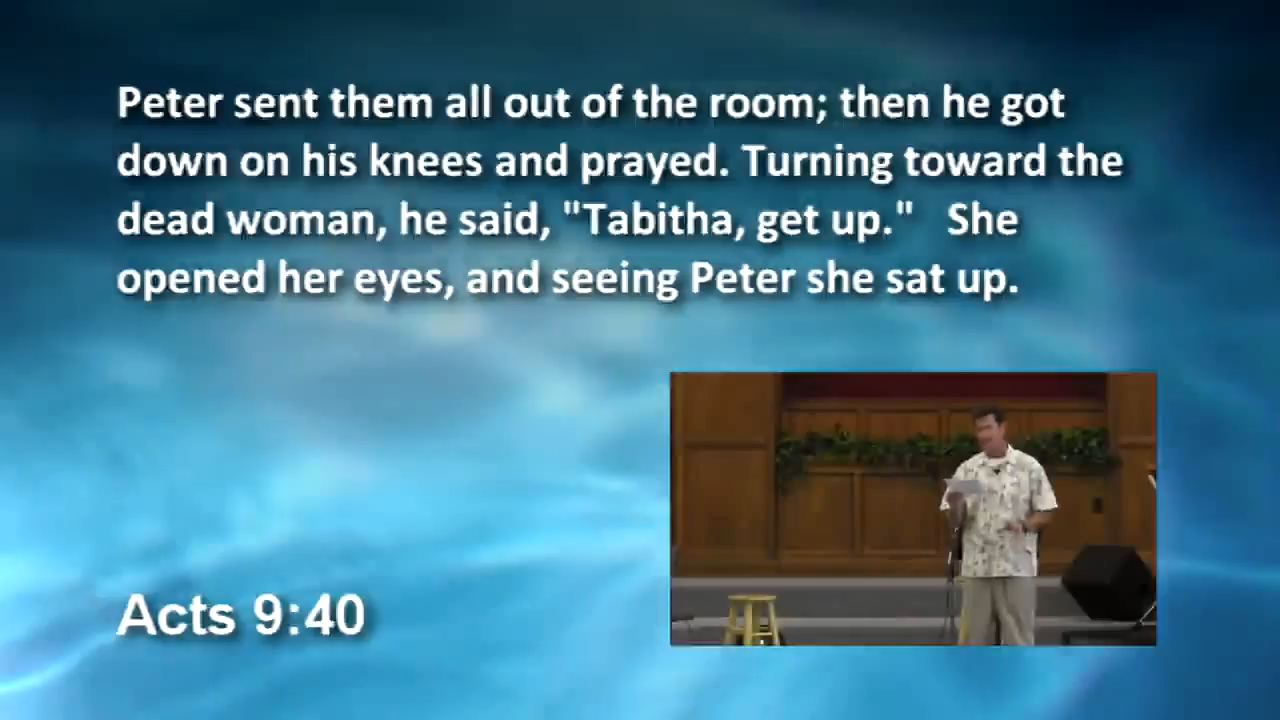 Peter sent them all out of the room; then he got
down on his knees and prayed. Turning toward the
dead woman, he said, "Tabitha, get up."   She
opened her eyes, and seeing Peter she sat up.
Acts 9:40